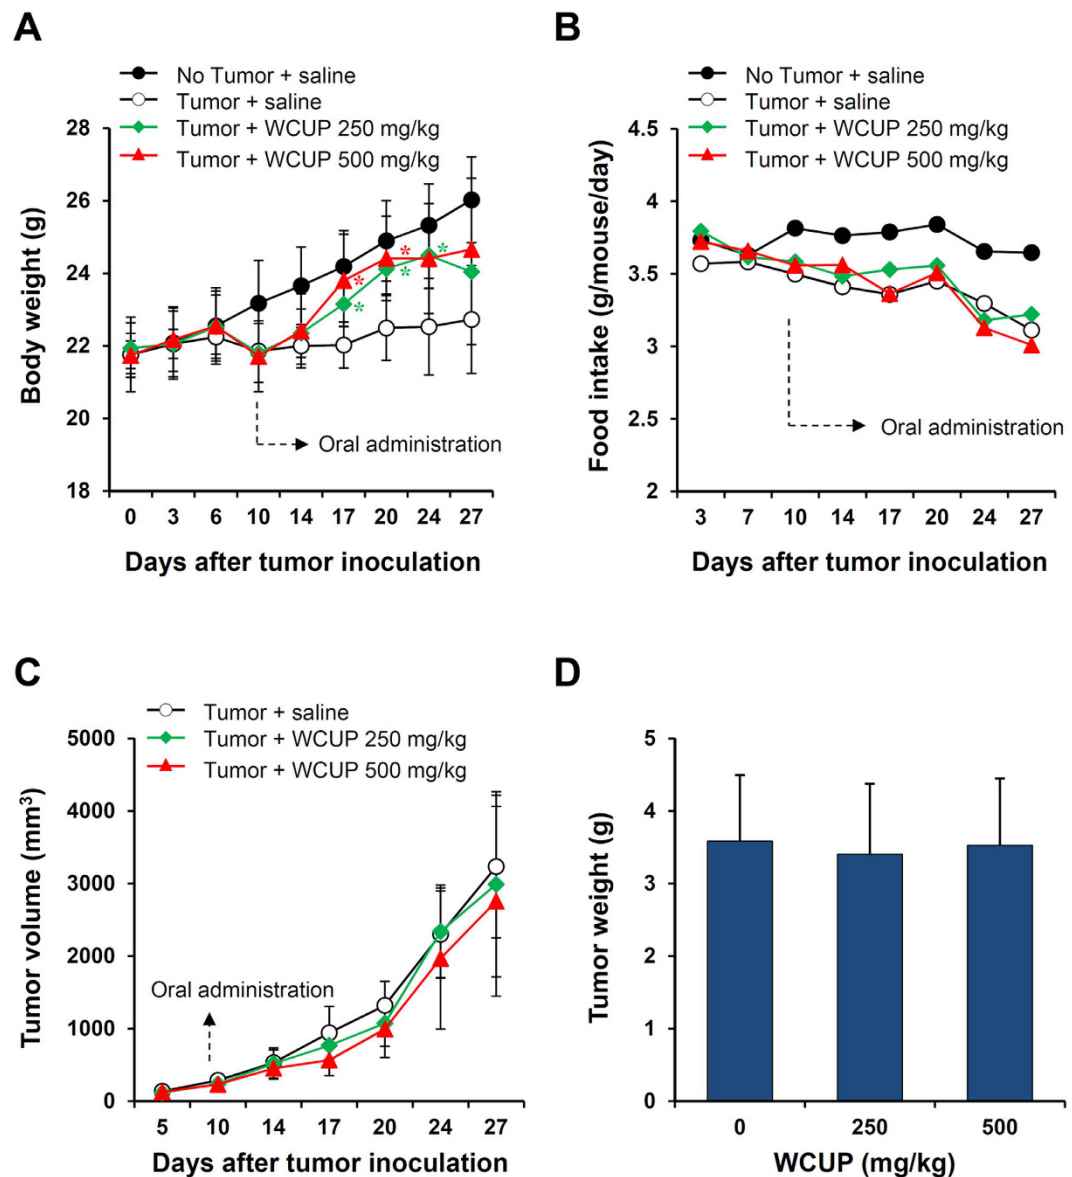 A
No Tumor + saline
Tumor + saline
Tumor + WCUP 250 mg/kg
Tumor + WCUP 500 mg/kg
28
26
24
22
20
18
Body weight (g)
*
*
*
*
*
Oral administration
0 3 6 10 14 17 20 24 27
Days after tumor inoculation
B
No Tumor + saline
Tumor + saline
Tumor + WCUP 250 mg/kg
Tumor + WCUP 500 mg/kg
4.5
4
3.5
3
2.5
2
Food intake (g/mouse/day)
Oral administration
3 7 10 14 17 20 24 27
Days after tumor inoculation
C
Tumor + saline
Tumor + WCUP 250 mg/kg
Tumor + WCUP 500 mg/kg
5000
4000
3000
2000
1000
0
Tumor volume (mm³)
Oral administration
5 10 14 17 20 24 27
Days after tumor inoculation
D
5
4
3
2
1
0
Tumor weight (g)
0 250 500
WCUP (mg/kg)